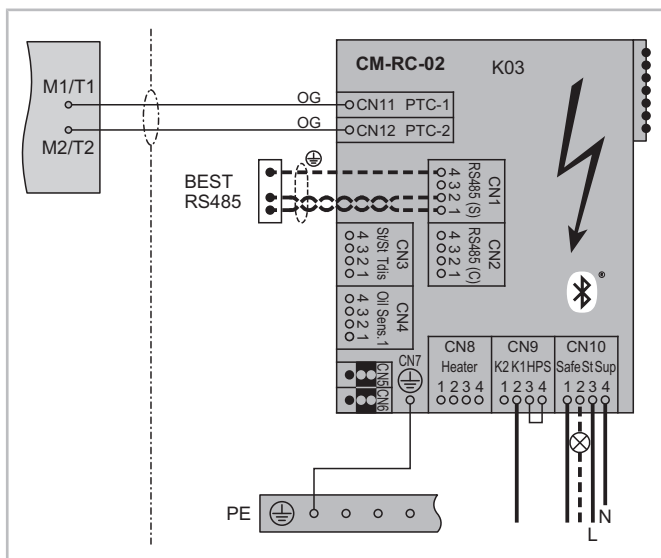 CM-RC-02 K03
M1/T1
OG
CN11 PTC-1
OG
CN12 PTC-2
M2/T2
BEST
RS485
4 3 2 1
RS485 (S)
CN1
4 3 2 1
St/St Tdis
CN3
4 3 2 1
RS485 (C)
CN2
4 3 2 1
Oil Sens.1
CN4
CN5
CN6
CN7
CN8
Heater
1 2 3 4
CN9
K2 K1 HPS
1 2 3 4
CN10
Safe St Sup
1 2 3 4
®
PE
N
L